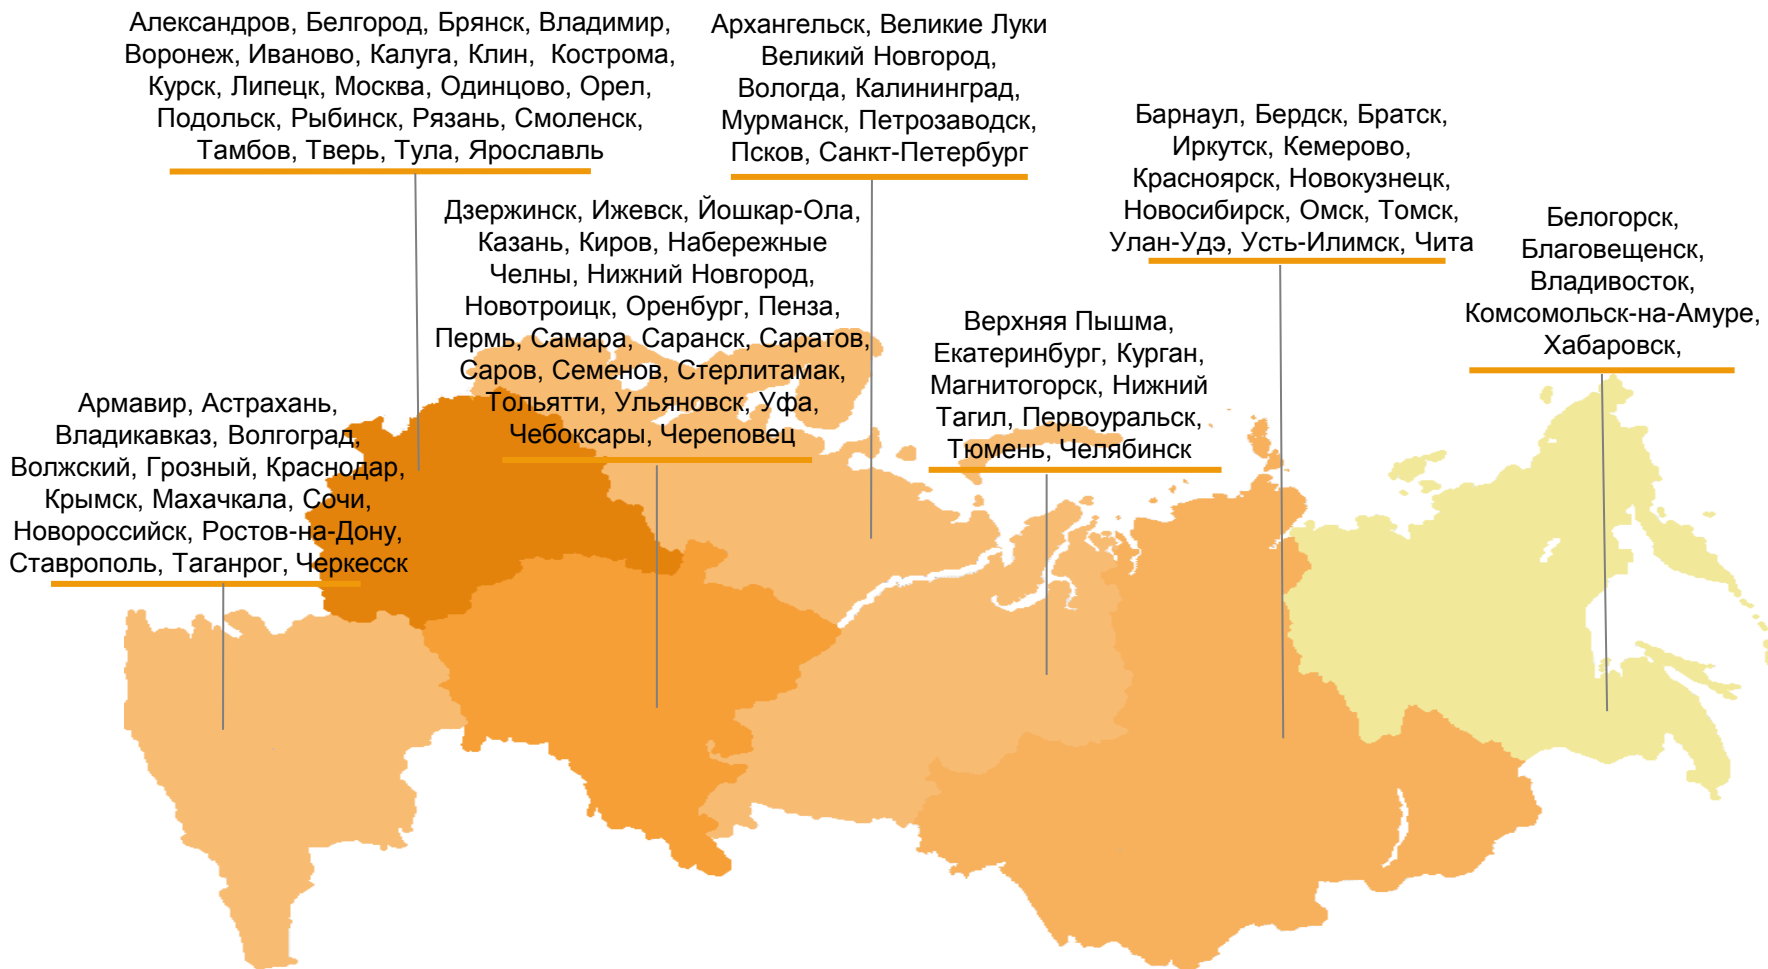 Александров, Белгород, Брянск, Владимир,
Воронеж, Иваново, Калуга, Клин, Кострома,
Курск, Липецк, Москва, Одинцово, Орел,
Подольск, Рыбинск, Рязань, Смоленск,
Тамбов, Тверь, Тула, Ярославль
Архангельск, Великие Луки
Великий Новгород,
Вологда, Калининград,
Мурманск, Петрозаводск,
Псков, Санкт-Петербург
Барнаул, Бердск, Братск,
Иркутск, Кемерово,
Красноярск, Новокузнецк,
Новосибирск, Омск, Томск,
Улан-Удэ, Усть-Илимск, Чита
Белогорск,
Благовещенск,
Владивосток,
Комсомольск-на-Амуре,
Хабаровск,
Дзержинск, Ижевск, Йошкар-Ола,
Казань, Киров, Набережные
Челны, Нижний Новгород,
Новотроицк, Оренбург, Пенза,
Пермь, Самара, Саранск, Саратов,
Саров, Семенов, Стерлитамак,
Тольятти, Ульяновск, Уфа,
Чебоксары, Череповец
Верхняя Пышма,
Екатеринбург, Курган,
Магнитогорск, Нижний
Тагил, Первоуральск,
Тюмень, Челябинск
Армавир, Астрахань,
Владикавказ, Волгоград,
Волжский, Грозный, Краснодар,
Крымск, Махачкала, Сочи,
Новороссийск, Ростов-на-Дону,
Ставрополь, Таганрог, Черкесск